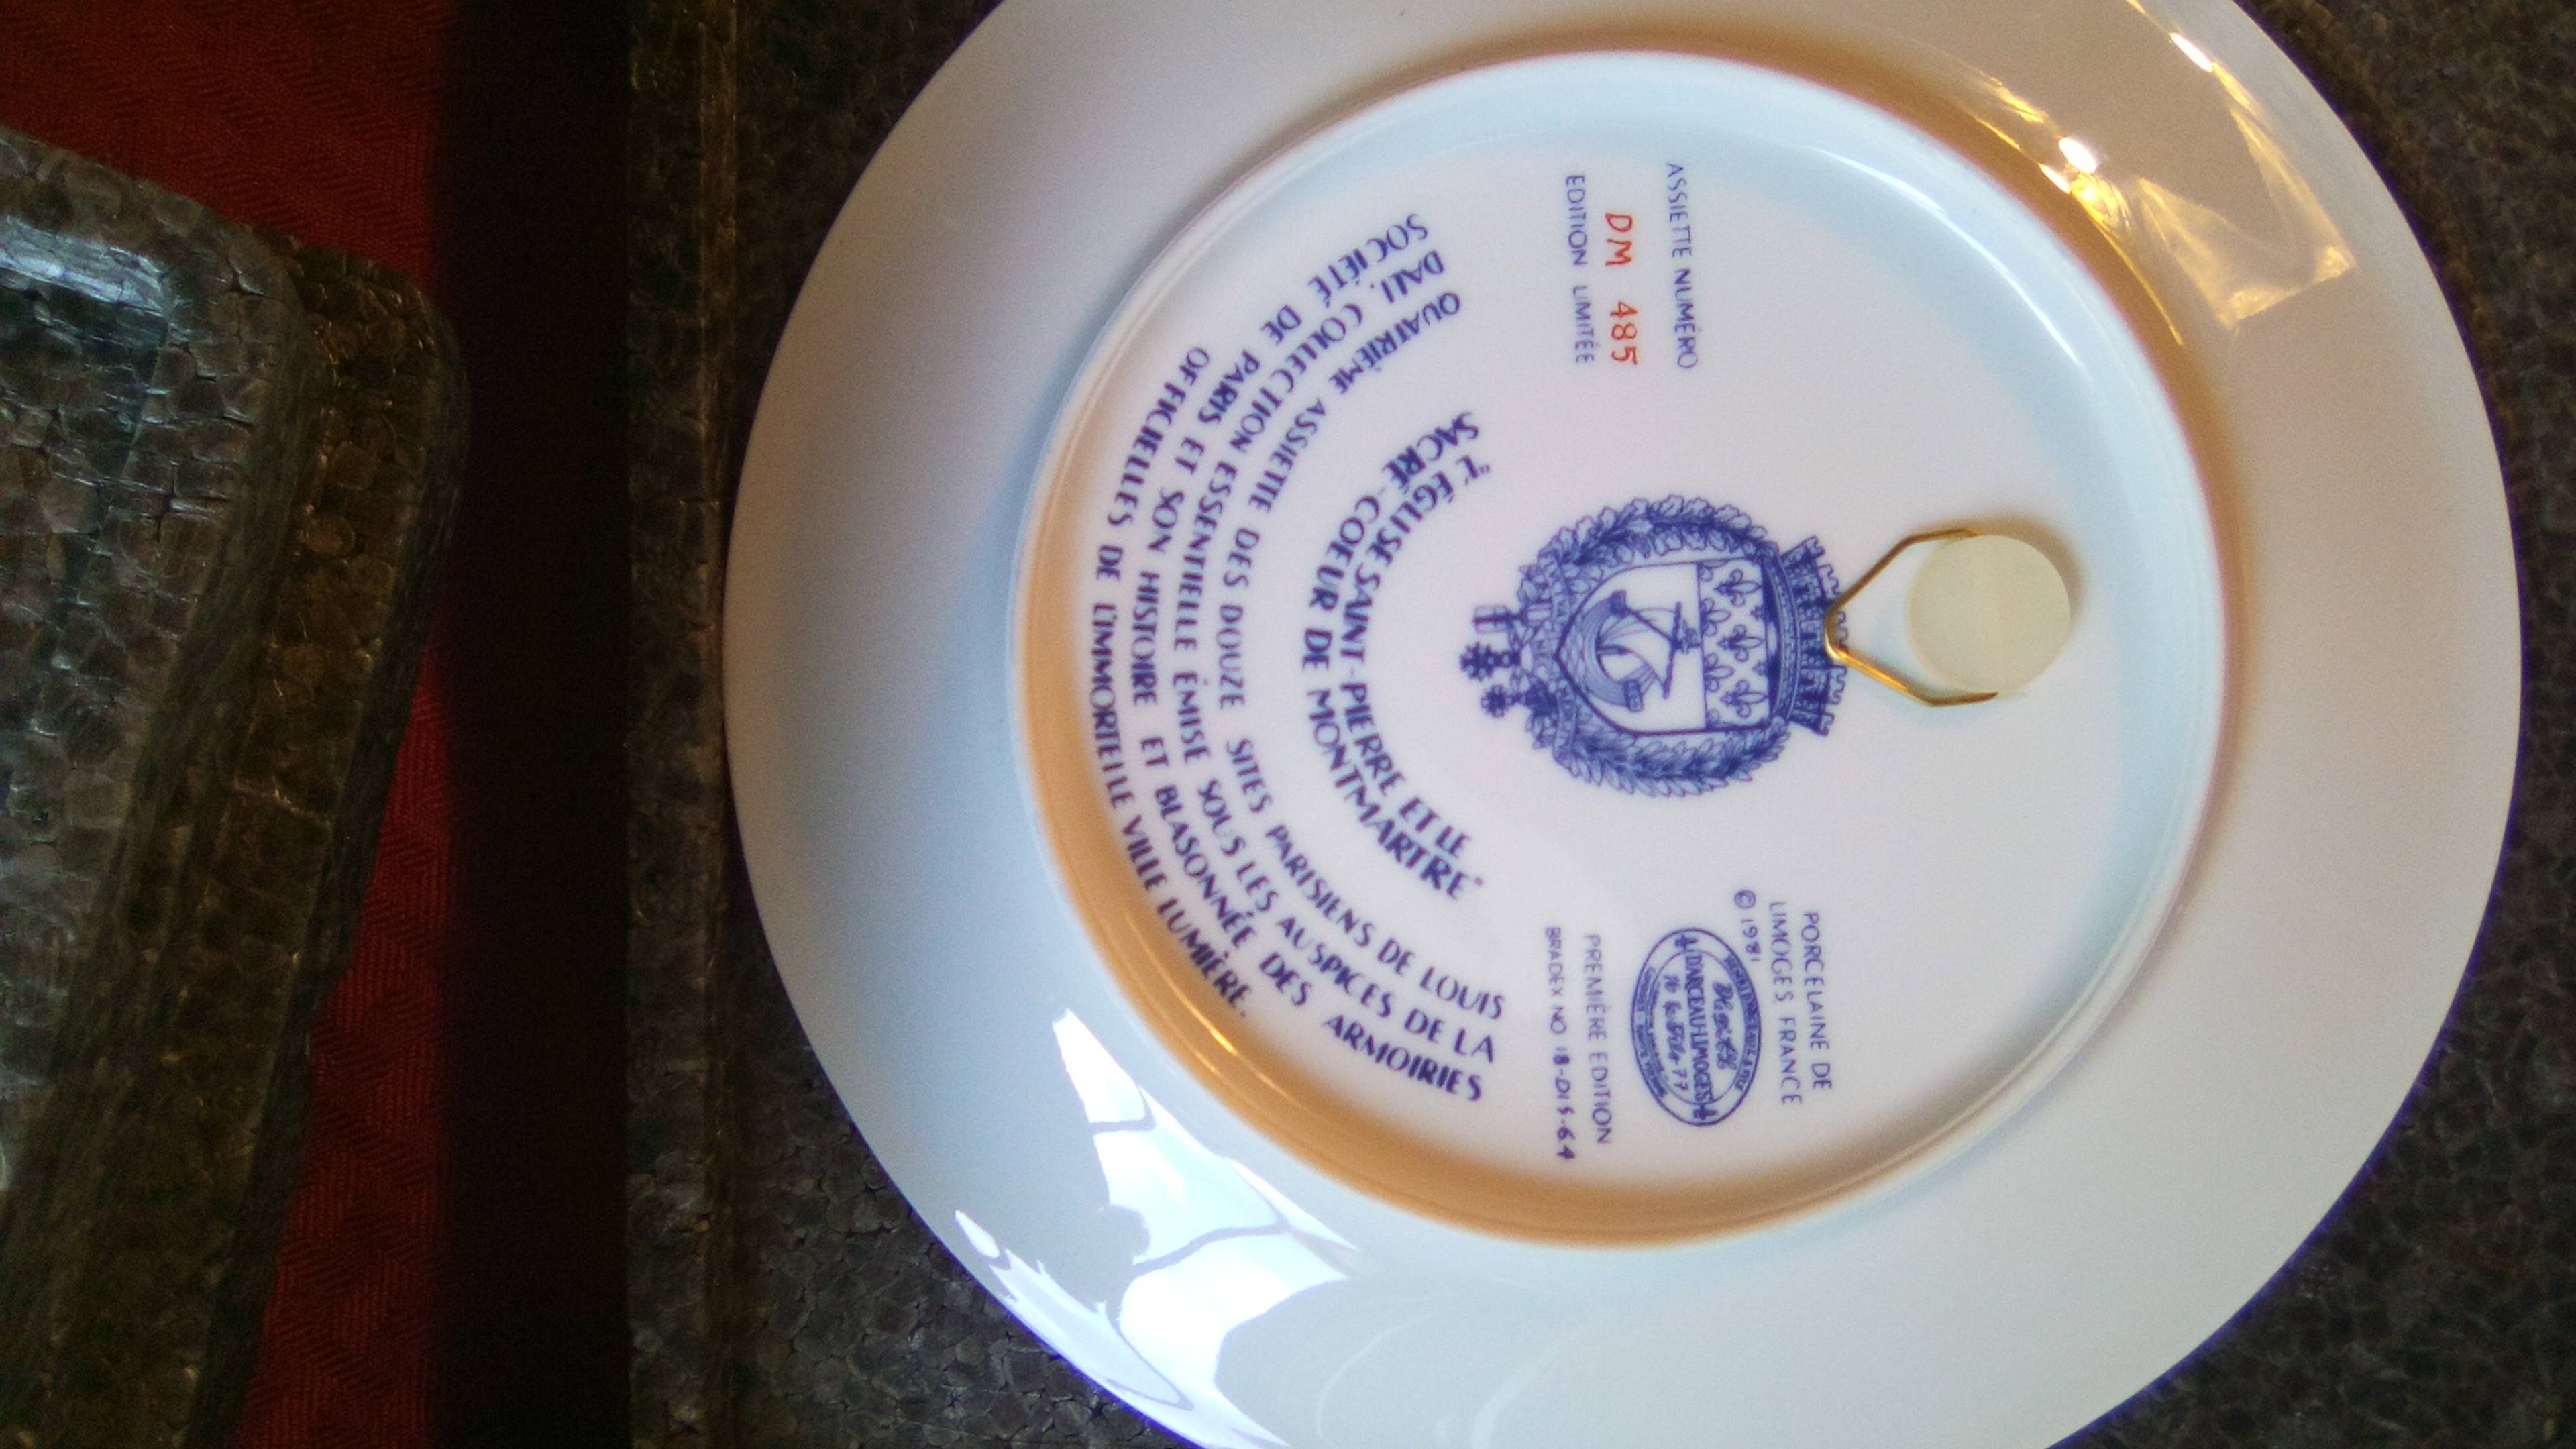 ASSIETTE NUMÉRO
DM 485
EDITION LIMITÉE
PORCELAINE DE
LIMOGES FRANCE
© 1981
D'ARCEAU-LIMOGES
PREMIÈRE EDITION
BRADEX NO 18-D15-6.4
"L'ÉGLISE SAINT-PIERRE ET LE
SACRÉ-COEUR DE MONTMARTRE"
QUATRIÈME ASSIETTE DES DOUZE SITES PARISIENS DE LOUIS
DALI. COLLECTION ESSENTIELLE ÉMISE SOUS LES AUSPICES DE LA
SOCIÉTÉ DE PARIS ET SON HISTOIRE ET BLASONNÉE DES ARMOIRIES
OFFICIELLES DE L'IMMORTELLE VILLE LUMIÈRE.